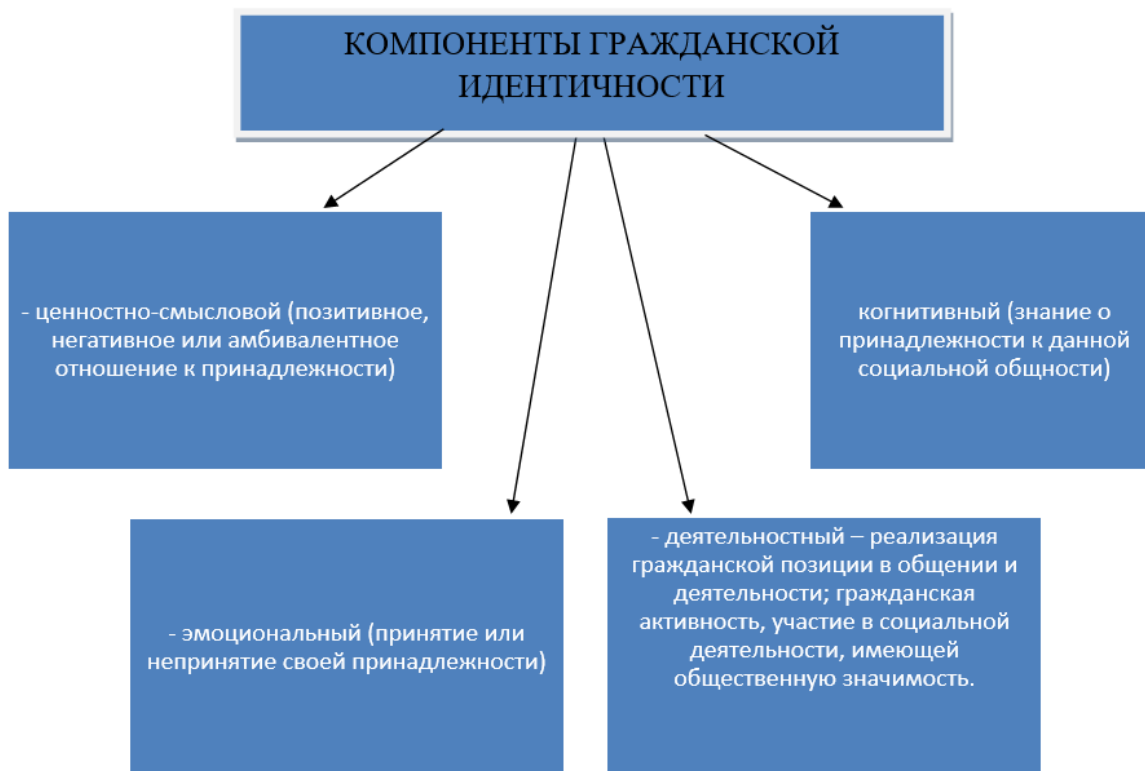 КОМПОНЕНТЫ ГРАЖДАНСКОЙ
ИДЕНТИЧНОСТИ
- ценностно-смысловой (позитивное,
негативное или амбивалентное
отношение к принадлежности)
когнитивный (знание о
принадлежности к данной
социальной общности)
- эмоциональный (принятие или
непринятие своей принадлежности)
- деятельностный – реализация
гражданской позиции в общении и
деятельности; гражданская
активность, участие в социальной
деятельности, имеющей
общественную значимость.